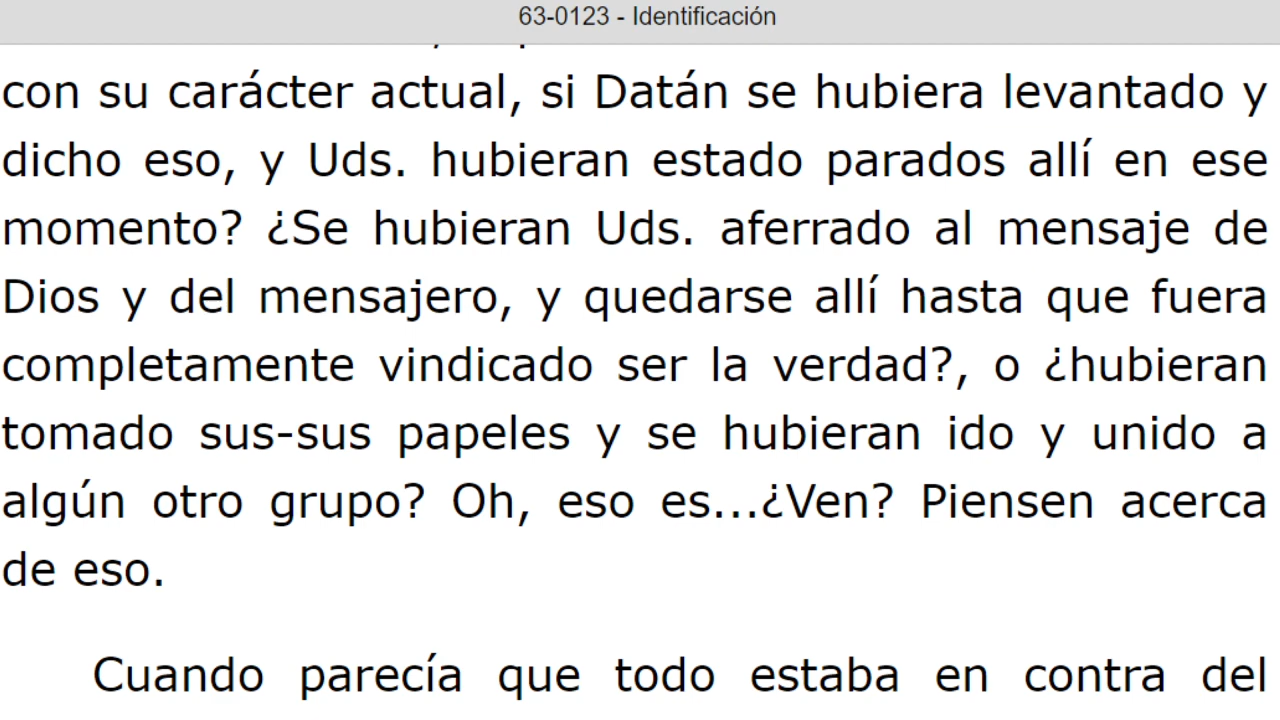 63-0123 - Identificación
con su carácter actual, si Datán se hubiera levantado y
dicho eso, y Uds. hubieran estado parados allí en ese
momento? ¿Se hubieran Uds. aferrado al mensaje de
Dios y del mensajero, y quedarse allí hasta que fuera
completamente vindicado ser la verdad?, o ¿hubieran
tomado sus-sus papeles y se hubieran ido y unido a
algún otro grupo? Oh, eso es...¿Ven? Piensen acerca
de eso.
Cuando parecía que todo estaba en contra del